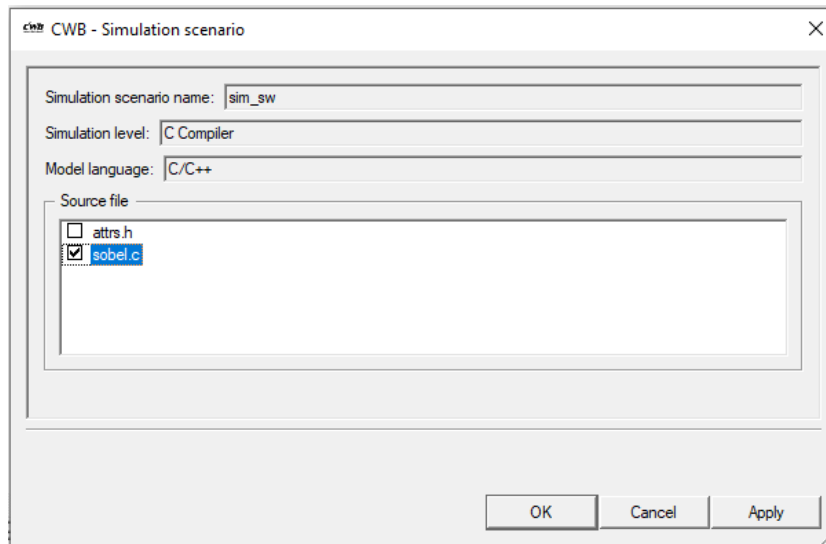 CWB CWB - Simulation scenario
Simulation scenario name: sim_sw
Simulation level: C Compiler
Model language: C/C++
Source file
attrs.h
sobel.c
OK Cancel Apply